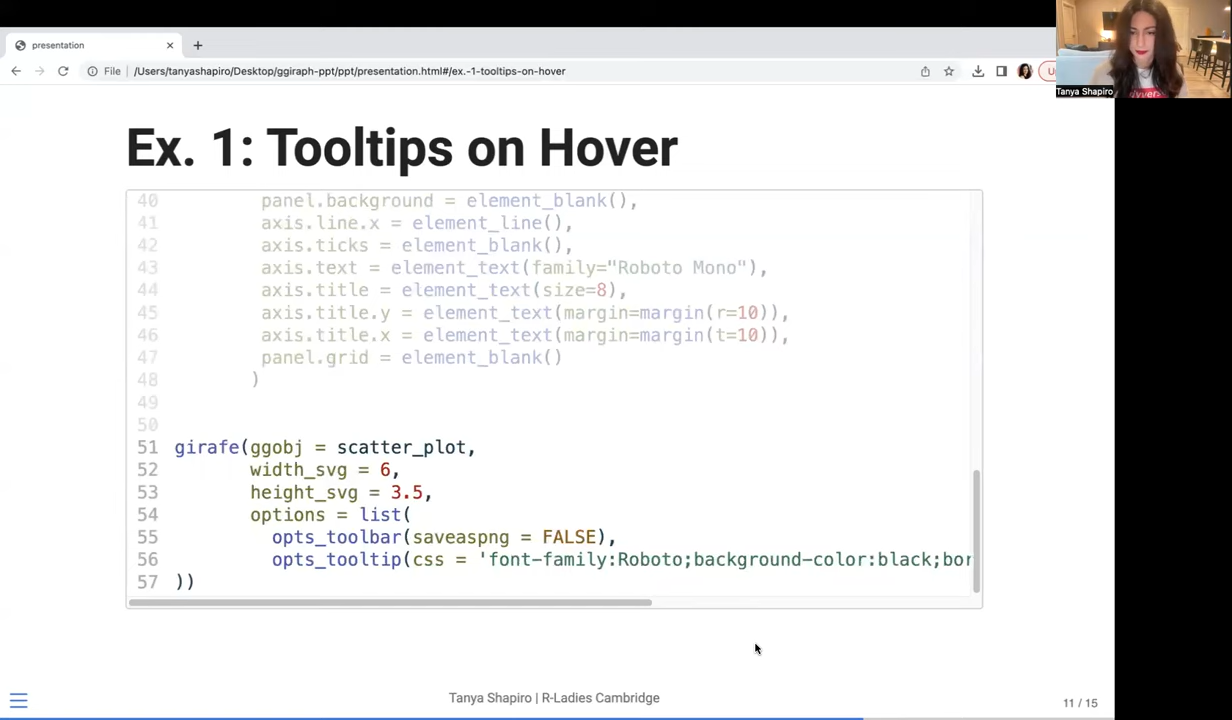 presentation
File
/Users/tanyashapiro/Desktop/ggiraph-ppt/ppt/presentation.html#/ex.-1-tooltips-on-hover
Tanya Shapiro
Ex. 1: Tooltips on Hover
40 panel.background = element_blank(),
41 axis.line.x = element_line(),
42 axis.ticks = element_blank(),
43 axis.text = element_text(family="Roboto Mono"),
44 axis.title = element_text(size=8),
45 axis.title.y = element_text(margin=margin(r=10)),
46 axis.title.x = element_text(margin=margin(t=10)),
47 panel.grid = element_blank()
48 )
49
50
51 girafe(ggobj = scatter_plot,
52 width_svg = 6,
53 height_svg = 3.5,
54 options = list(
55 opts_toolbar(saveaspng = FALSE),
56 opts_tooltip(css = 'font-family:Roboto;background-color:black;bor
57 ))
Tanya Shapiro | R-Ladies Cambridge
11 / 15